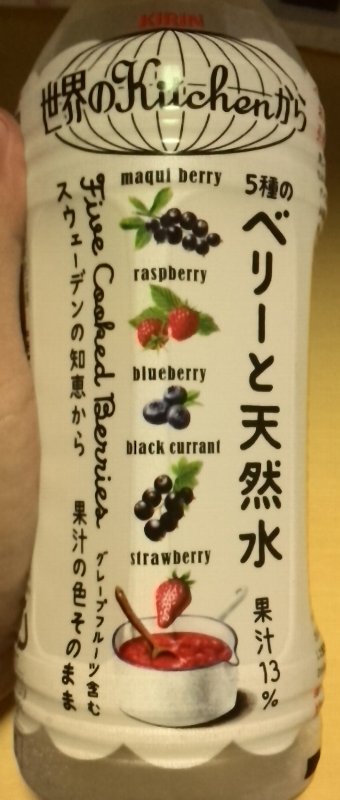 KIRIN
世界のKitchenから
5種の
ベリーと天然水
果汁13%
maqui berry
raspberry
blueberry
black currant
strawberry
Five Cooked Berries
グレープフルーツ含む
スウェーデンの知恵から
果汁の色そのまま